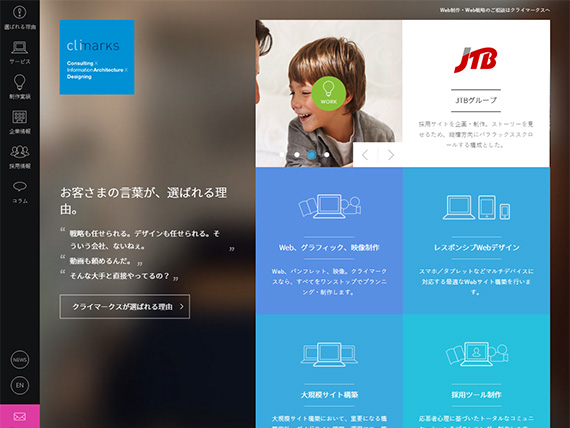 Web制作・Web戦略のご相談はクライマークスへ
選ばれる理由
サービス
制作実績
企業情報
採用情報
コラム
NEWS
EN
climarks
Consulting ×
InformationArchitecture ×
Designing
お客さまの言葉が、選ばれる理
由。
“ 戦略も任せられる。デザインも任せられる。そ
ういう会社、ないねぇ。 ”
“ 動画も頼めるんだ。 ”
“ そんな大手と直接やってるの? ”
クライマークスが選ばれる理由
WORK
JTB
JTBグループ
採用サイトを企画・制作。ストーリーを見
せるため、縦横方向にパララックススクロ
ールする構成とした。
Web、グラフィック、映像制作
Web、パンフレット、映像。クライマーク
スなら、すべてをワンストップでプランニ
ング・制作します。
レスポンシブWebデザイン
スマホ/タブレットなどマルチデバイスに
対応する最適なWebサイト構築を行いま
す。
大規模サイト構築
大規模サイト構築において、重要になる構
採用ツール制作
応募者心理に基づいたトータルなコミュニ